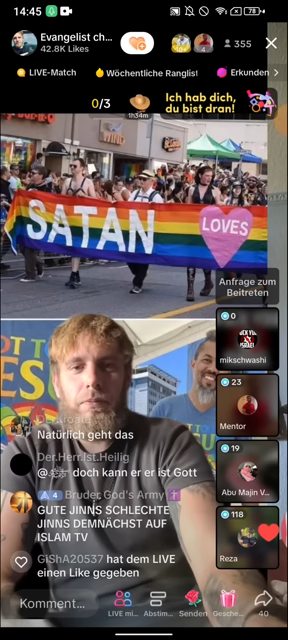 14:45
78
Evangelist ch...
42.8K Likes
355
LIVE-Match
Wöchentliche Ranglist
Erkunden
0/3
1h34m
Ich hab dich,
du bist dran!
SATAN
LOVES
Anfrage zum
Beitreten
0
mikschwashi
23
Mentor
19
Abu Majin V...
118
Reza
Natürlich geht das
Der.Herr.Ist.Heilig
doch kann er er ist Gott
4 Bruder God's Army
GUTE JINNS SCHLECHTE
JINNS DEMNÄCHST AUF
ISLAM TV
GIShA20537 hat dem LIVE
einen Like gegeben
Komment...
LIVE mi...
Abstim...
Senden
Gesche...
40